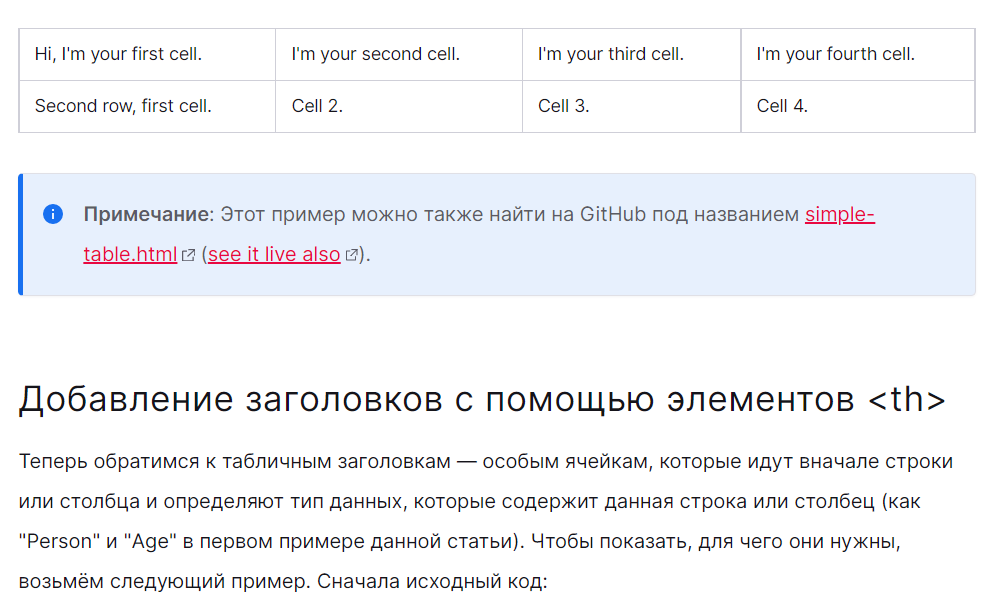 Hi, I'm your first cell. I'm your second cell. I'm your third cell. I'm your fourth cell.
Second row, first cell. Cell 2. Cell 3. Cell 4.
Примечание: Этот пример можно также найти на GitHub под названием simple-
table.html (see it live also).
Добавление заголовков с помощью элементов <th>
Теперь обратимся к табличным заголовкам — особым ячейкам, которые идут вначале строки
или столбца и определяют тип данных, которые содержит данная строка или столбец (как
"Person" и "Age" в первом примере данной статьи). Чтобы показать, для чего они нужны,
возьмём следующий пример. Сначала исходный код: